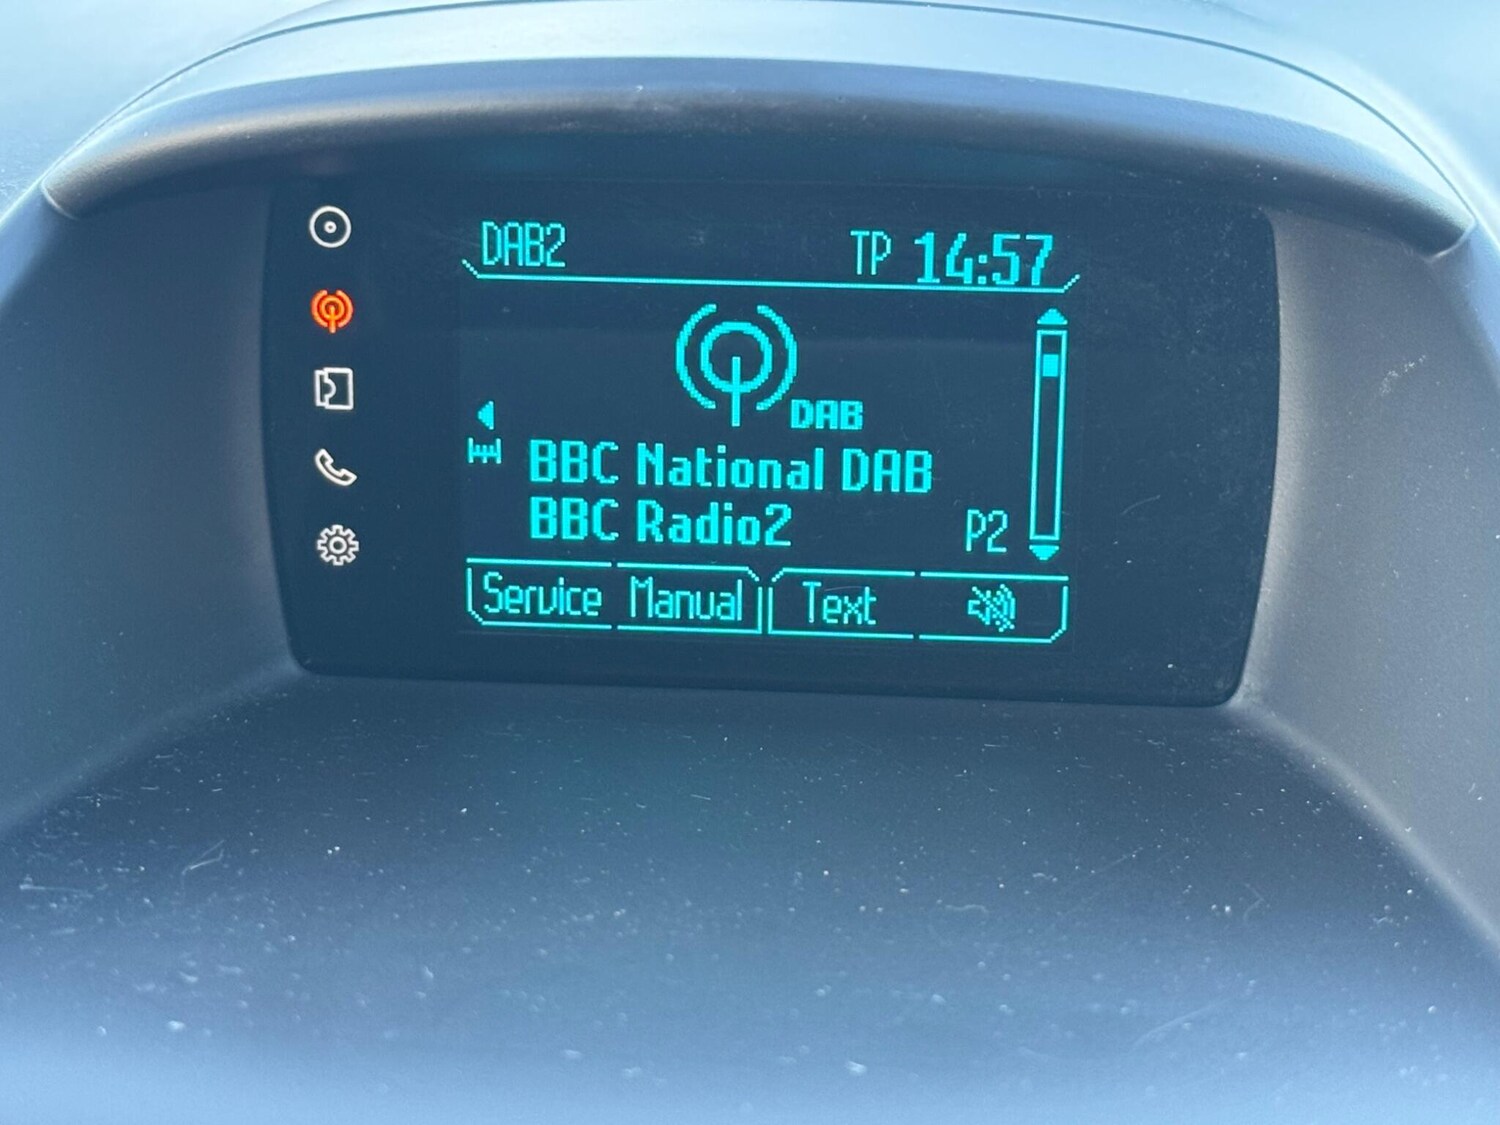 DAB2 TP 14:57
DAB
BBC National DAB
BBC Radio2 P2
Service Manual Text